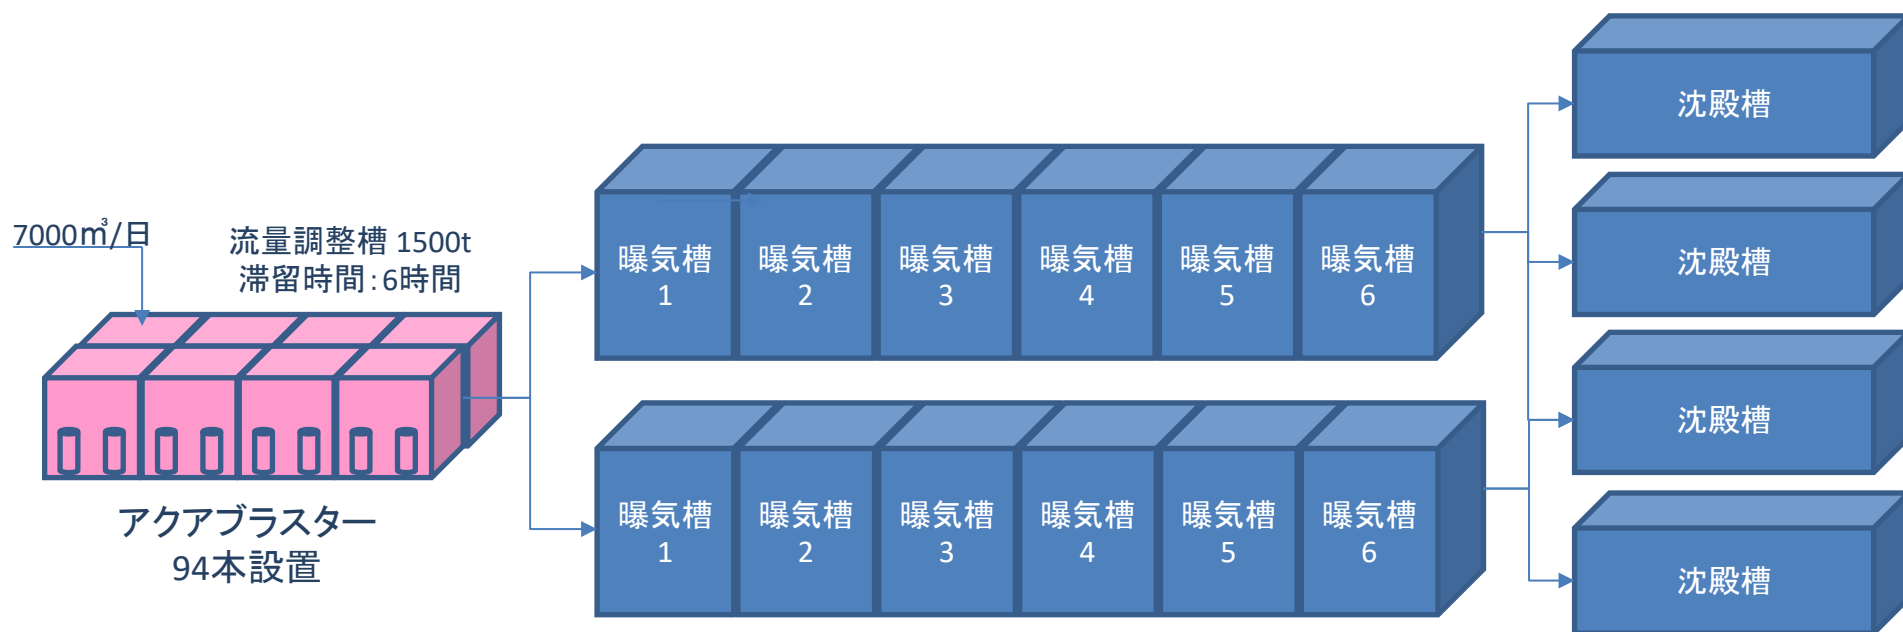 7000㎥/日
流量調整槽 1500t
滞留時間：6時間
アクアブラスター
94本設置
曝気槽
1
曝気槽
2
曝気槽
3
曝気槽
4
曝気槽
5
曝気槽
6
曝気槽
1
曝気槽
2
曝気槽
3
曝気槽
4
曝気槽
5
曝気槽
6
沈殿槽
沈殿槽
沈殿槽
沈殿槽